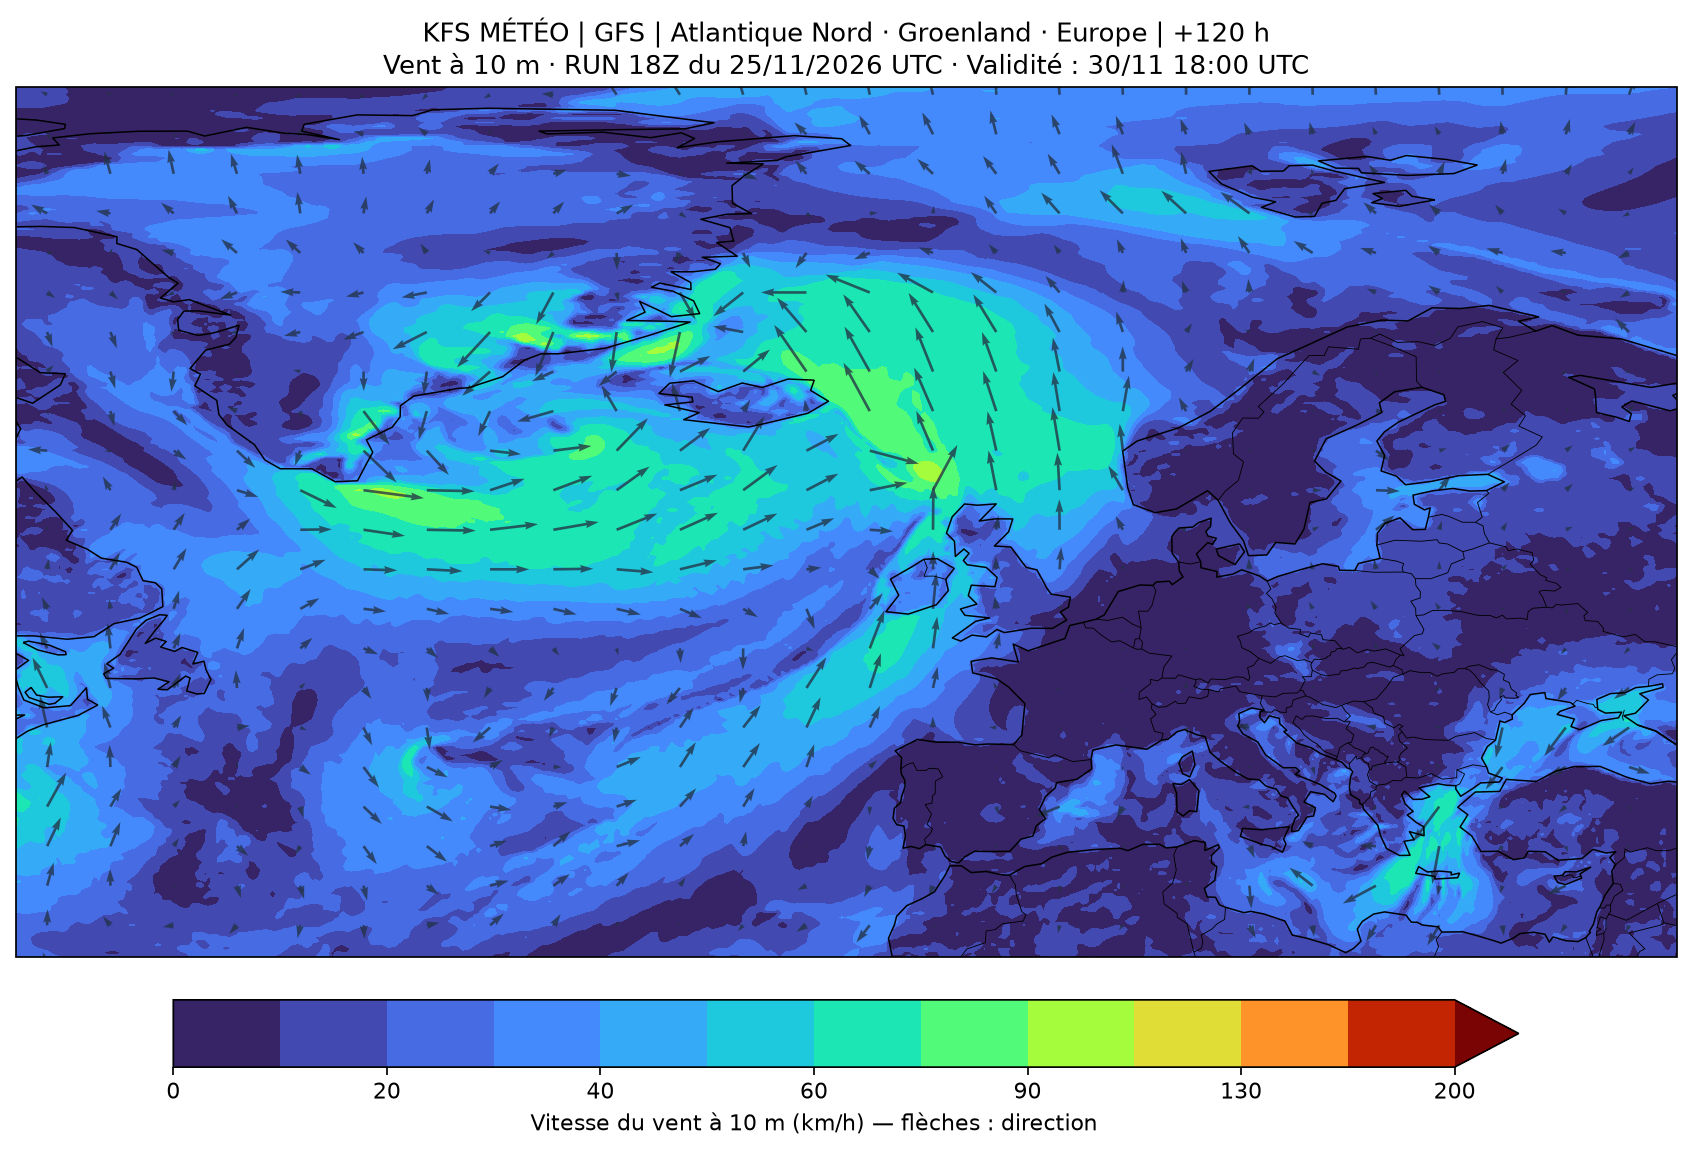 KFS MÉTÉO | GFS | Atlantique Nord · Groenland · Europe | +120 h
Vent à 10 m · RUN 18Z du 25/11/2026 UTC · Validité : 30/11 18:00 UTC
0 20 40 60 90 130 200
Vitesse du vent à 10 m (km/h) — flèches : direction